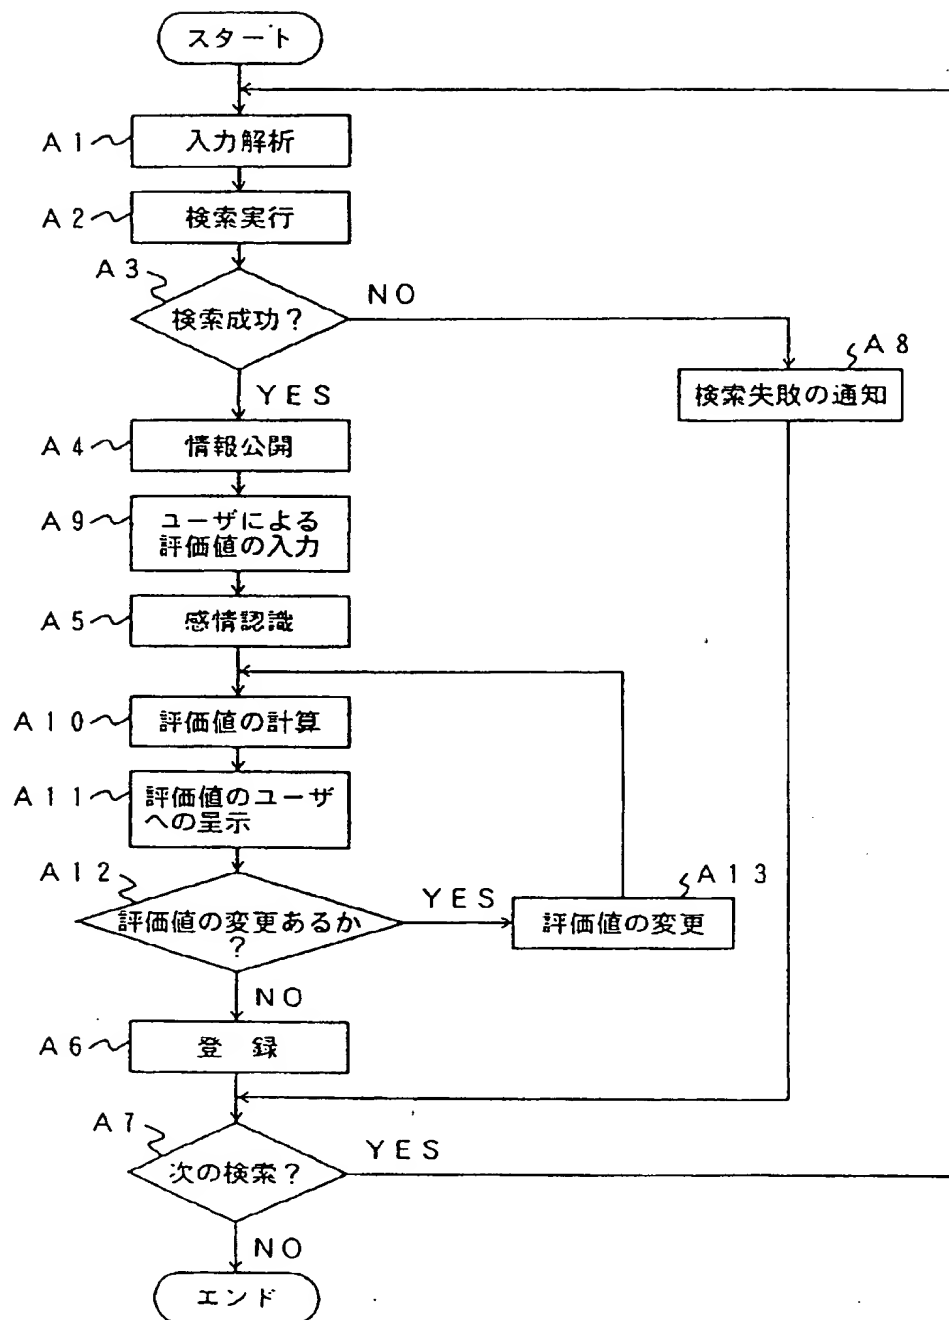 スタート
A1
入力解析
A2
検索実行
A3
検索成功?
NO
YES
A8
検索失敗の通知
A4
情報公開
A9
ユーザによる
評価値の入力
A5
感情認識
A10
評価値の計算
A11
評価値のユーザ
への呈示
A12
評価値の変更あるか
?
YES
A13
評価値の変更
NO
A6
登 録
A7
次の検索?
YES
NO
エンド